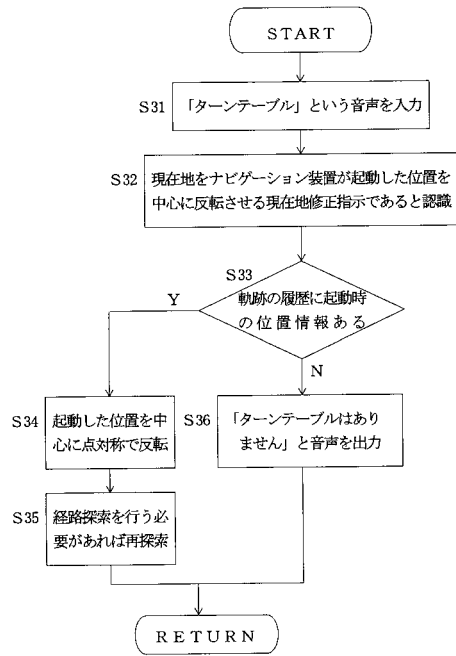 START
S31
「ターンテーブル」という音声を入力
S32
現在地をナビゲーション装置が起動した位置を
中心に反転させる現在地修正指示であると認識
S33
軌跡の履歴に起動時
の位置情報ある
Y
N
S34
起動した位置を中
心に点対称で反転
S36
「ターンテーブルはあり
ません」と音声を出力
S35
経路探索を行う必
要があれば再探索
RETURN